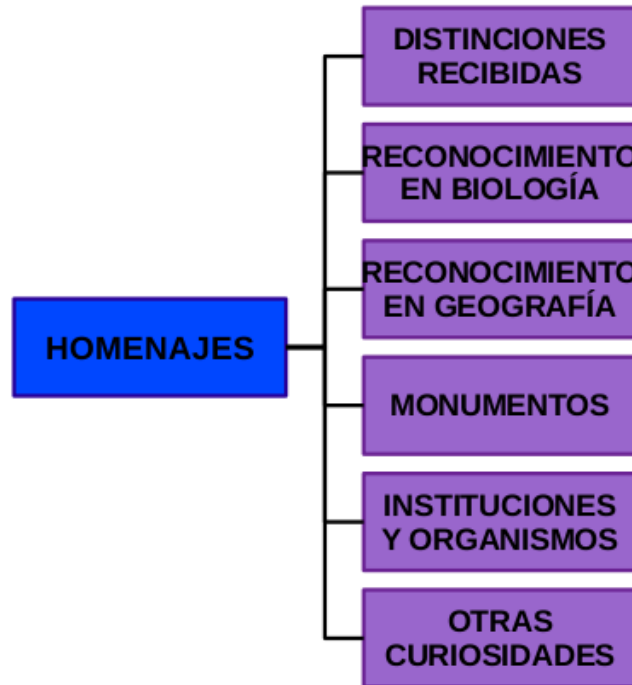 HOMENAJES
DISTINCIONES
RECIBIDAS
RECONOCIMIENTO
EN BIOLOGÍA
RECONOCIMIENTO
EN GEOGRAFÍA
MONUMENTOS
INSTITUCIONES
Y ORGANISMOS
OTRAS
CURIOSIDADES